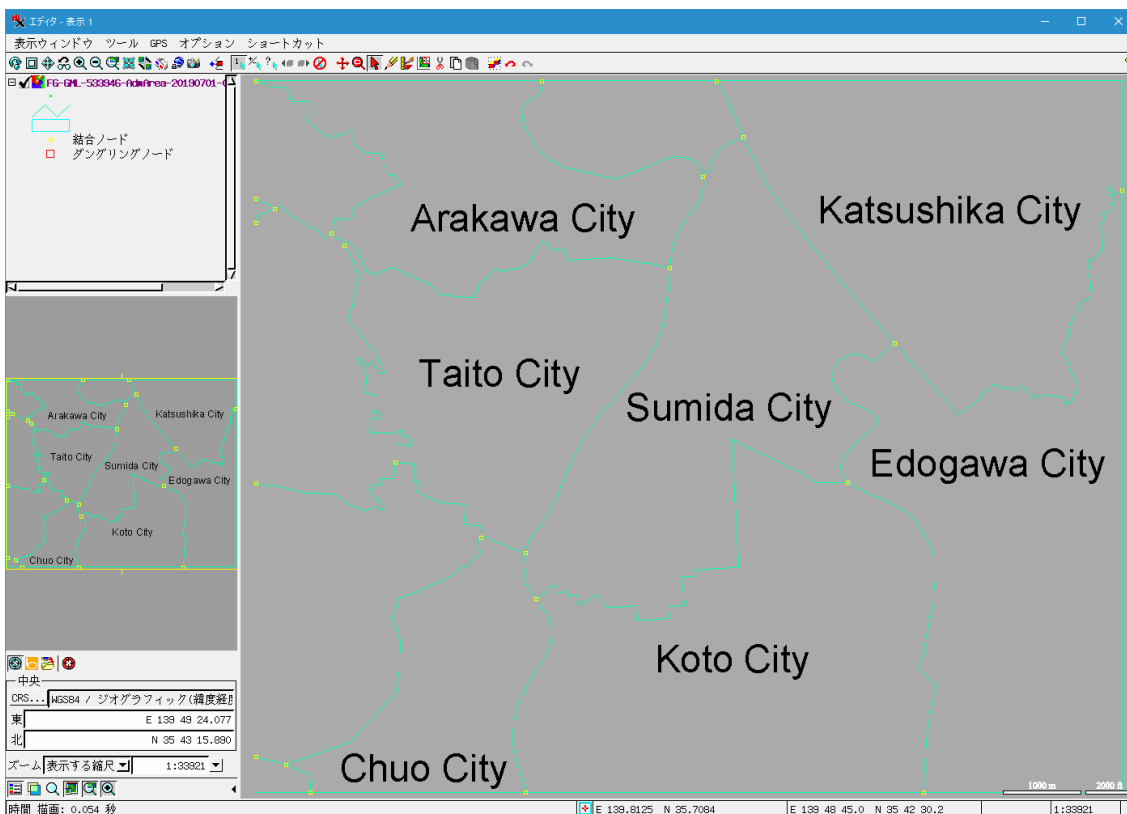 エディタ - 表示 1
表示ウィンドウ ツール GPS オプション ショートカット
FG-GML-533946-AdmArea-20190701-
結合ノード
ダングリングノード
Arakawa City
Katsushika City
Taito City
Sumida City
Edogawa City
Koto City
Chuo City
Arakawa City
Katsushika City
Taito City
Sumida City
Edogawa City
Koto City
Chuo City
中央
CRS... WGS84 / ジオグラフィック(緯度経度
東 E 139 49 24.077
北 N 35 43 15.890
ズーム 表示する縮尺 1:33921
1000 m 2000 ft
時間 描画: 0.054 秒 E 139.8125 N 35.7084 E 139 48 45.0 N 35 42 30.2 1:33921